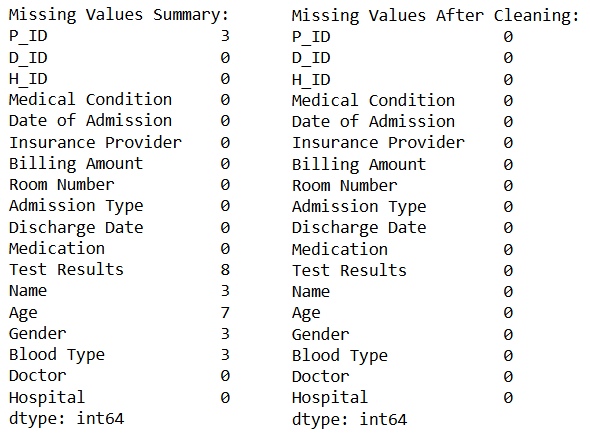 Missing Values Summary:
P_ID 3
D_ID 0
H_ID 0
Medical Condition 0
Date of Admission 0
Insurance Provider 0
Billing Amount 0
Room Number 0
Admission Type 0
Discharge Date 0
Medication 0
Test Results 8
Name 3
Age 7
Gender 3
Blood Type 3
Doctor 0
Hospital 0
dtype: int64
Missing Values After Cleaning:
P_ID 0
D_ID 0
H_ID 0
Medical Condition 0
Date of Admission 0
Insurance Provider 0
Billing Amount 0
Room Number 0
Admission Type 0
Discharge Date 0
Medication 0
Test Results 0
Name 0
Age 0
Gender 0
Blood Type 0
Doctor 0
Hospital 0
dtype: int64